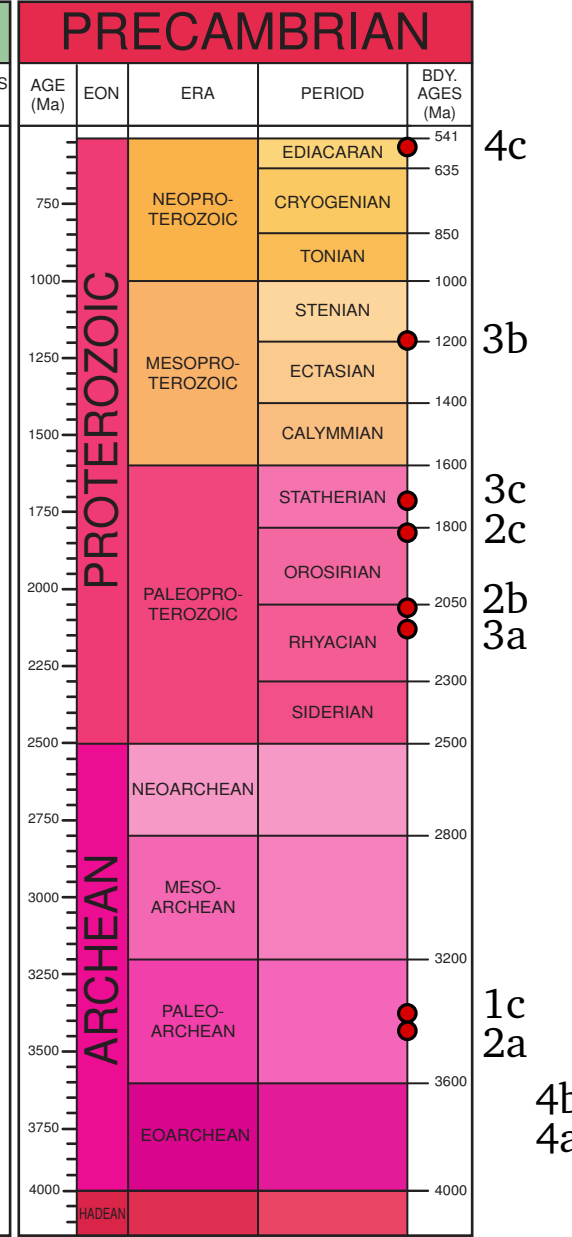 PRECAMBRIAN
S
AGE
(Ma)
EON
ERA
PERIOD
BDY.
AGES
(Ma)
541
EDIACARAN
4c
635
750
NEOPRO-
TEROZOIC
CRYOGENIAN
850
TONIAN
1000
1000
PROTEROZOIC
STENIAN
1200
3b
1250
MESOPRO-
TEROZOIC
ECTASIAN
1400
1500
CALYMMIAN
1600
STATHERIAN
3c
1750
1800
2c
OROSIRIAN
2000
PALEOPRO-
TEROZOIC
2050
2b
3a
RHYACIAN
2250
2300
SIDERIAN
2500
2500
NEOARCHEAN
2750
2800
ARCHEAN
MESO-
ARCHEAN
3000
3200
3250
PALEO-
ARCHEAN
1c
2a
3500
3600
4b
3750
EOARCHEAN
4a
4000
4000
HADEAN